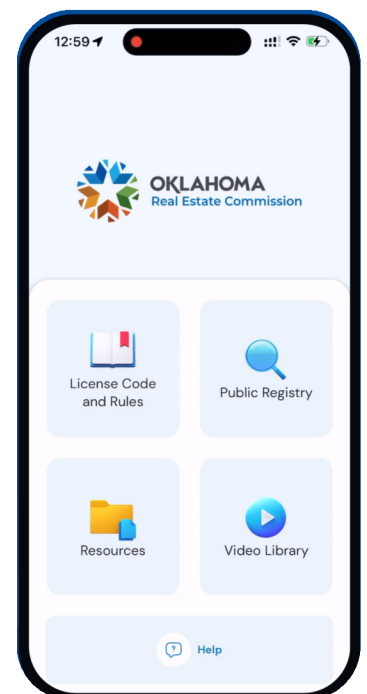 12:59
OKLAHOMA
Real Estate Commission
License Code
and Rules
Public Registry
Resources
Video Library
? Help